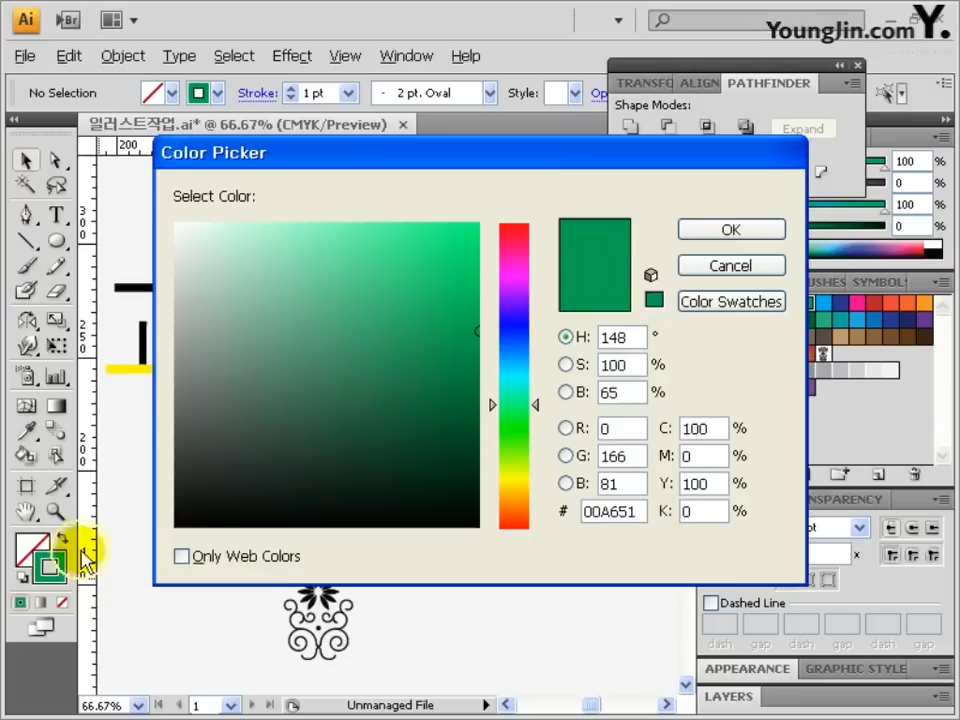 Ai Br
YoungJin.com Y.
File Edit Object Type Select Effect View Window Help
No Selection Stroke: 1 pt 2 pt. Oval Style:
ALIGN PATHFINDER
Shape Modes:
Expand
일러스트작업.ai* @ 66.67% (CMYK/Preview) ×
200
Color Picker
100 %
0 %
100 %
0 %
Select Color:
OK
Cancel
Color Swatches
SYMBOL
H: 148 °
S: 100 %
B: 65 %
R: 0 C: 100 %
G: 166 M: 0 %
B: 81 Y: 100 %
# 00A651 K: 0 %
Only Web Colors
Dashed Line
dash gap dash gap dash gap
APPEARANCE GRAPHIC STYLE
LAYERS
66.67% 1 Unmanaged File